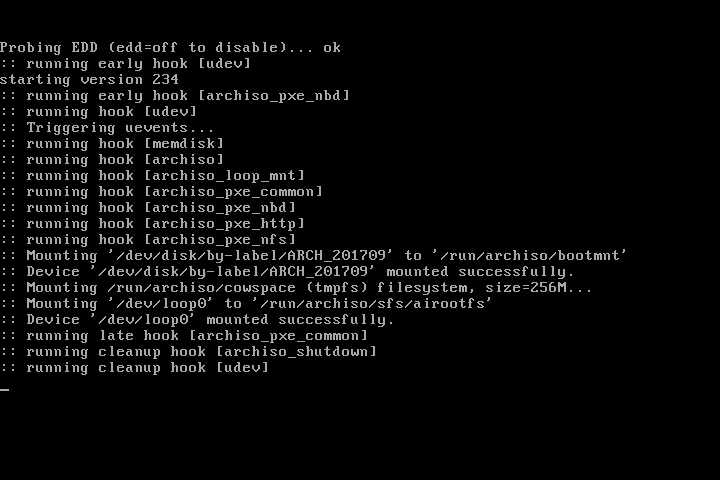 Probing EDD (edd=off to disable)... ok
:: running early hook [udev]
starting version 234
:: running early hook [archiso_pxe_nbd]
:: running hook [udev]
:: Triggering uevents...
:: running hook [memdisk]
:: running hook [archiso]
:: running hook [archiso_loop_mnt]
:: running hook [archiso_pxe_common]
:: running hook [archiso_pxe_nbd]
:: running hook [archiso_pxe_http]
:: running hook [archiso_pxe_nfs]
:: Mounting '/dev/disk/by-label/ARCH_201709' to '/run/archiso/bootmnt'
:: Device '/dev/disk/by-label/ARCH_201709' mounted successfully.
:: Mounting /run/archiso/cowspace (tmpfs) filesystem, size=256M...
:: Mounting '/dev/loop0' to '/run/archiso/sfs/airootfs'
:: Device '/dev/loop0' mounted successfully.
:: running late hook [archiso_pxe_common]
:: running cleanup hook [archiso_shutdown]
:: running cleanup hook [udev]